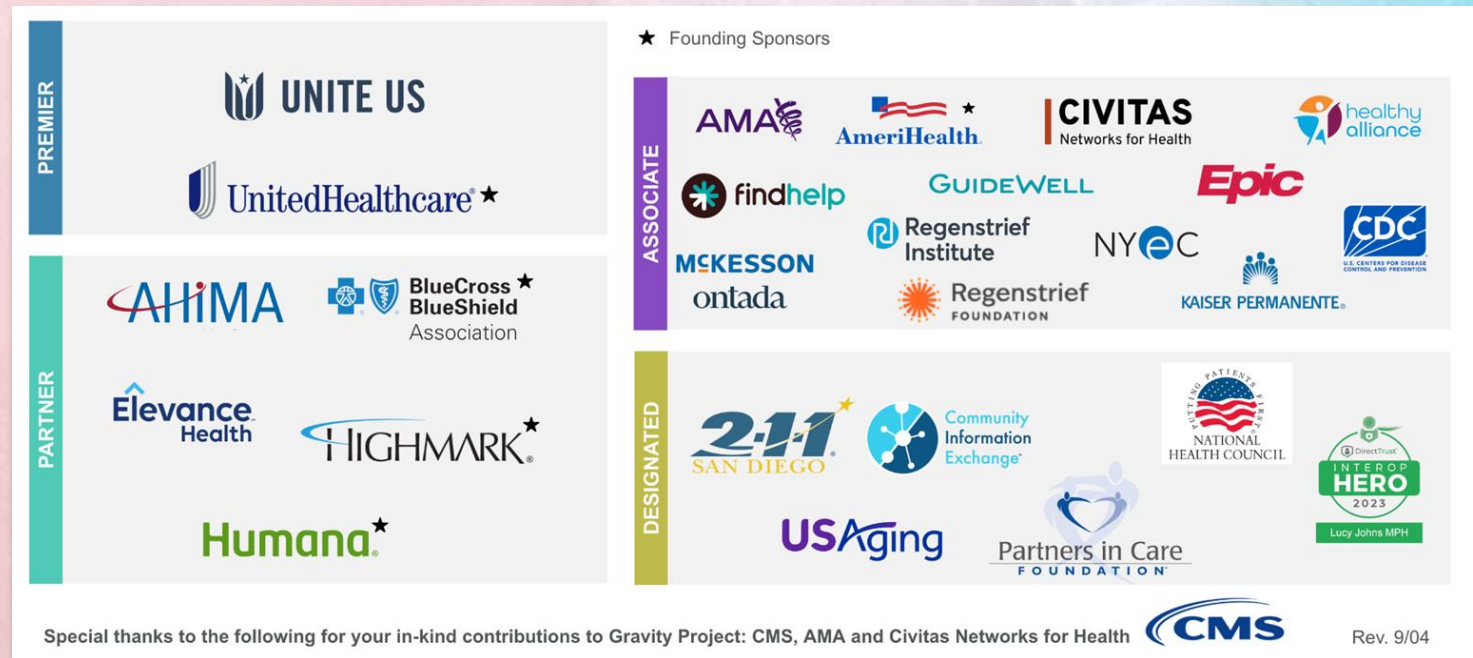 PREMIER
UNITE US
UnitedHealthcare® ★
PARTNER
AHIMA
BlueCross ★
BlueShield
Association
Elevance
Health
HIGHMARK® ★
Humana® ★
★ Founding Sponsors
ASSOCIATE
AMA
AmeriHealth. ★
CIVITAS
Networks for Health
healthy
alliance
findhelp
GUIDEWELL
Epic
Regenstrief
Institute
NYeC
CDC
U.S. CENTERS FOR DISEASE
CONTROL AND PREVENTION
MCKESSON
ontada
Regenstrief
FOUNDATION
KAISER PERMANENTE®
DESIGNATED
2-1-1®
SAN DIEGO
Community
Information
Exchange®
PUTTING PATIENTS FIRST®
NATIONAL
HEALTH COUNCIL
DirectTrust
INTEROP
HERO
2023
Lucy Johns MPH
USAging
Partners in Care
FOUNDATION
Special thanks to the following for your in-kind contributions to Gravity Project: CMS, AMA and Civitas Networks for Health CMS
Rev. 9/04